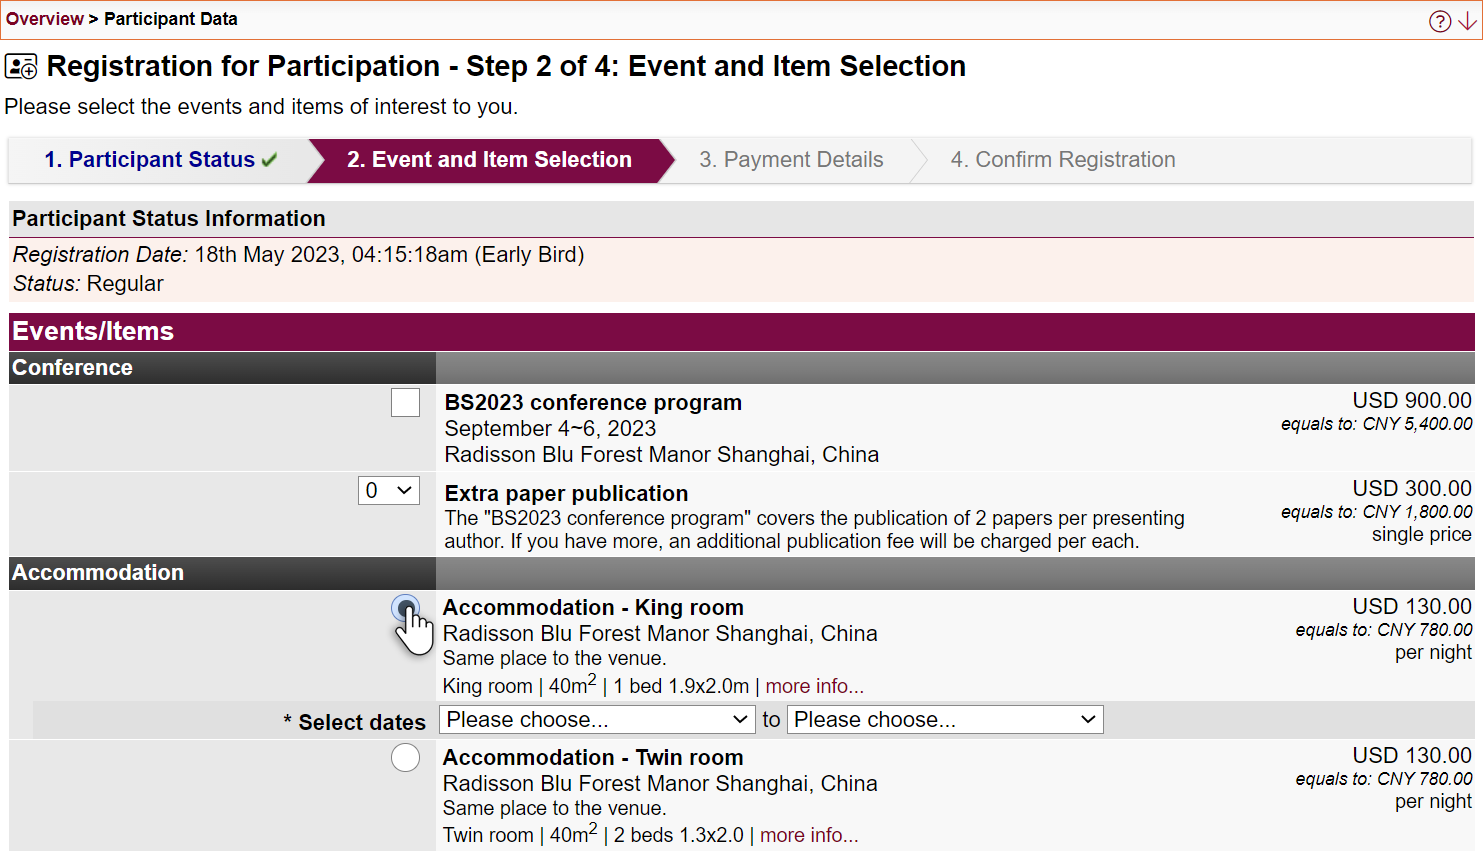 Overview > Participant Data
Registration for Participation - Step 2 of 4: Event and Item Selection
Please select the events and items of interest to you.
1. Participant Status
2. Event and Item Selection
3. Payment Details
4. Confirm Registration
Participant Status Information
Registration Date: 18th May 2023, 04:15:18am (Early Bird)
Status: Regular
Events/Items
Conference
BS2023 conference program
USD 900.00
equals to: CNY 5,400.00
September 4~6, 2023
Radisson Blu Forest Manor Shanghai, China
0
Extra paper publication
USD 300.00
equals to: CNY 1,800.00
single price
The "BS2023 conference program" covers the publication of 2 papers per presenting
author. If you have more, an additional publication fee will be charged per each.
Accommodation
Accommodation - King room
USD 130.00
equals to: CNY 780.00
per night
Radisson Blu Forest Manor Shanghai, China
Same place to the venue.
King room | 40m² | 1 bed 1.9x2.0m | more info...
* Select dates Please choose... to Please choose...
Accommodation - Twin room
USD 130.00
equals to: CNY 780.00
per night
Radisson Blu Forest Manor Shanghai, China
Same place to the venue.
Twin room | 40m² | 2 beds 1.3x2.0 | more info...